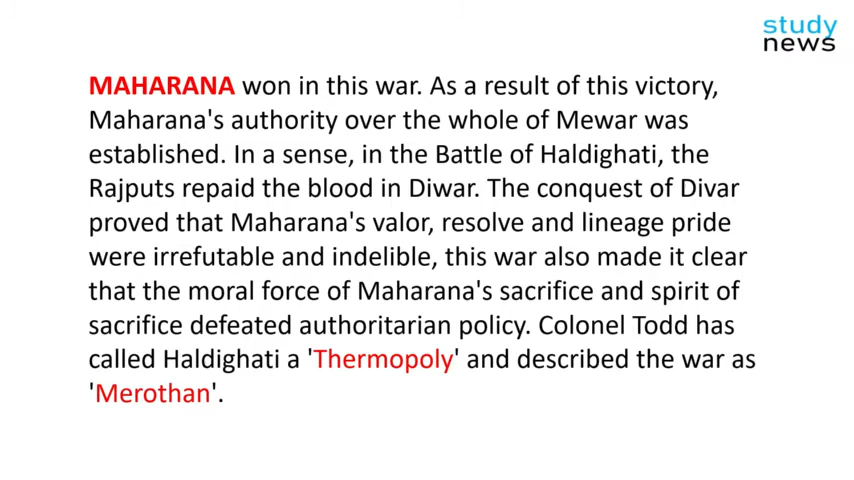 study
news
MAHARANA won in this war. As a result of this victory,
Maharana's authority over the whole of Mewar was
established. In a sense, in the Battle of Haldighati, the
Rajputs repaid the blood in Diwar. The conquest of Divar
proved that Maharana's valor, resolve and lineage pride
were irrefutable and indelible, this war also made it clear
that the moral force of Maharana's sacrifice and spirit of
sacrifice defeated authoritarian policy. Colonel Todd has
called Haldighati a 'Thermopoly' and described the war as
'Merothan'.